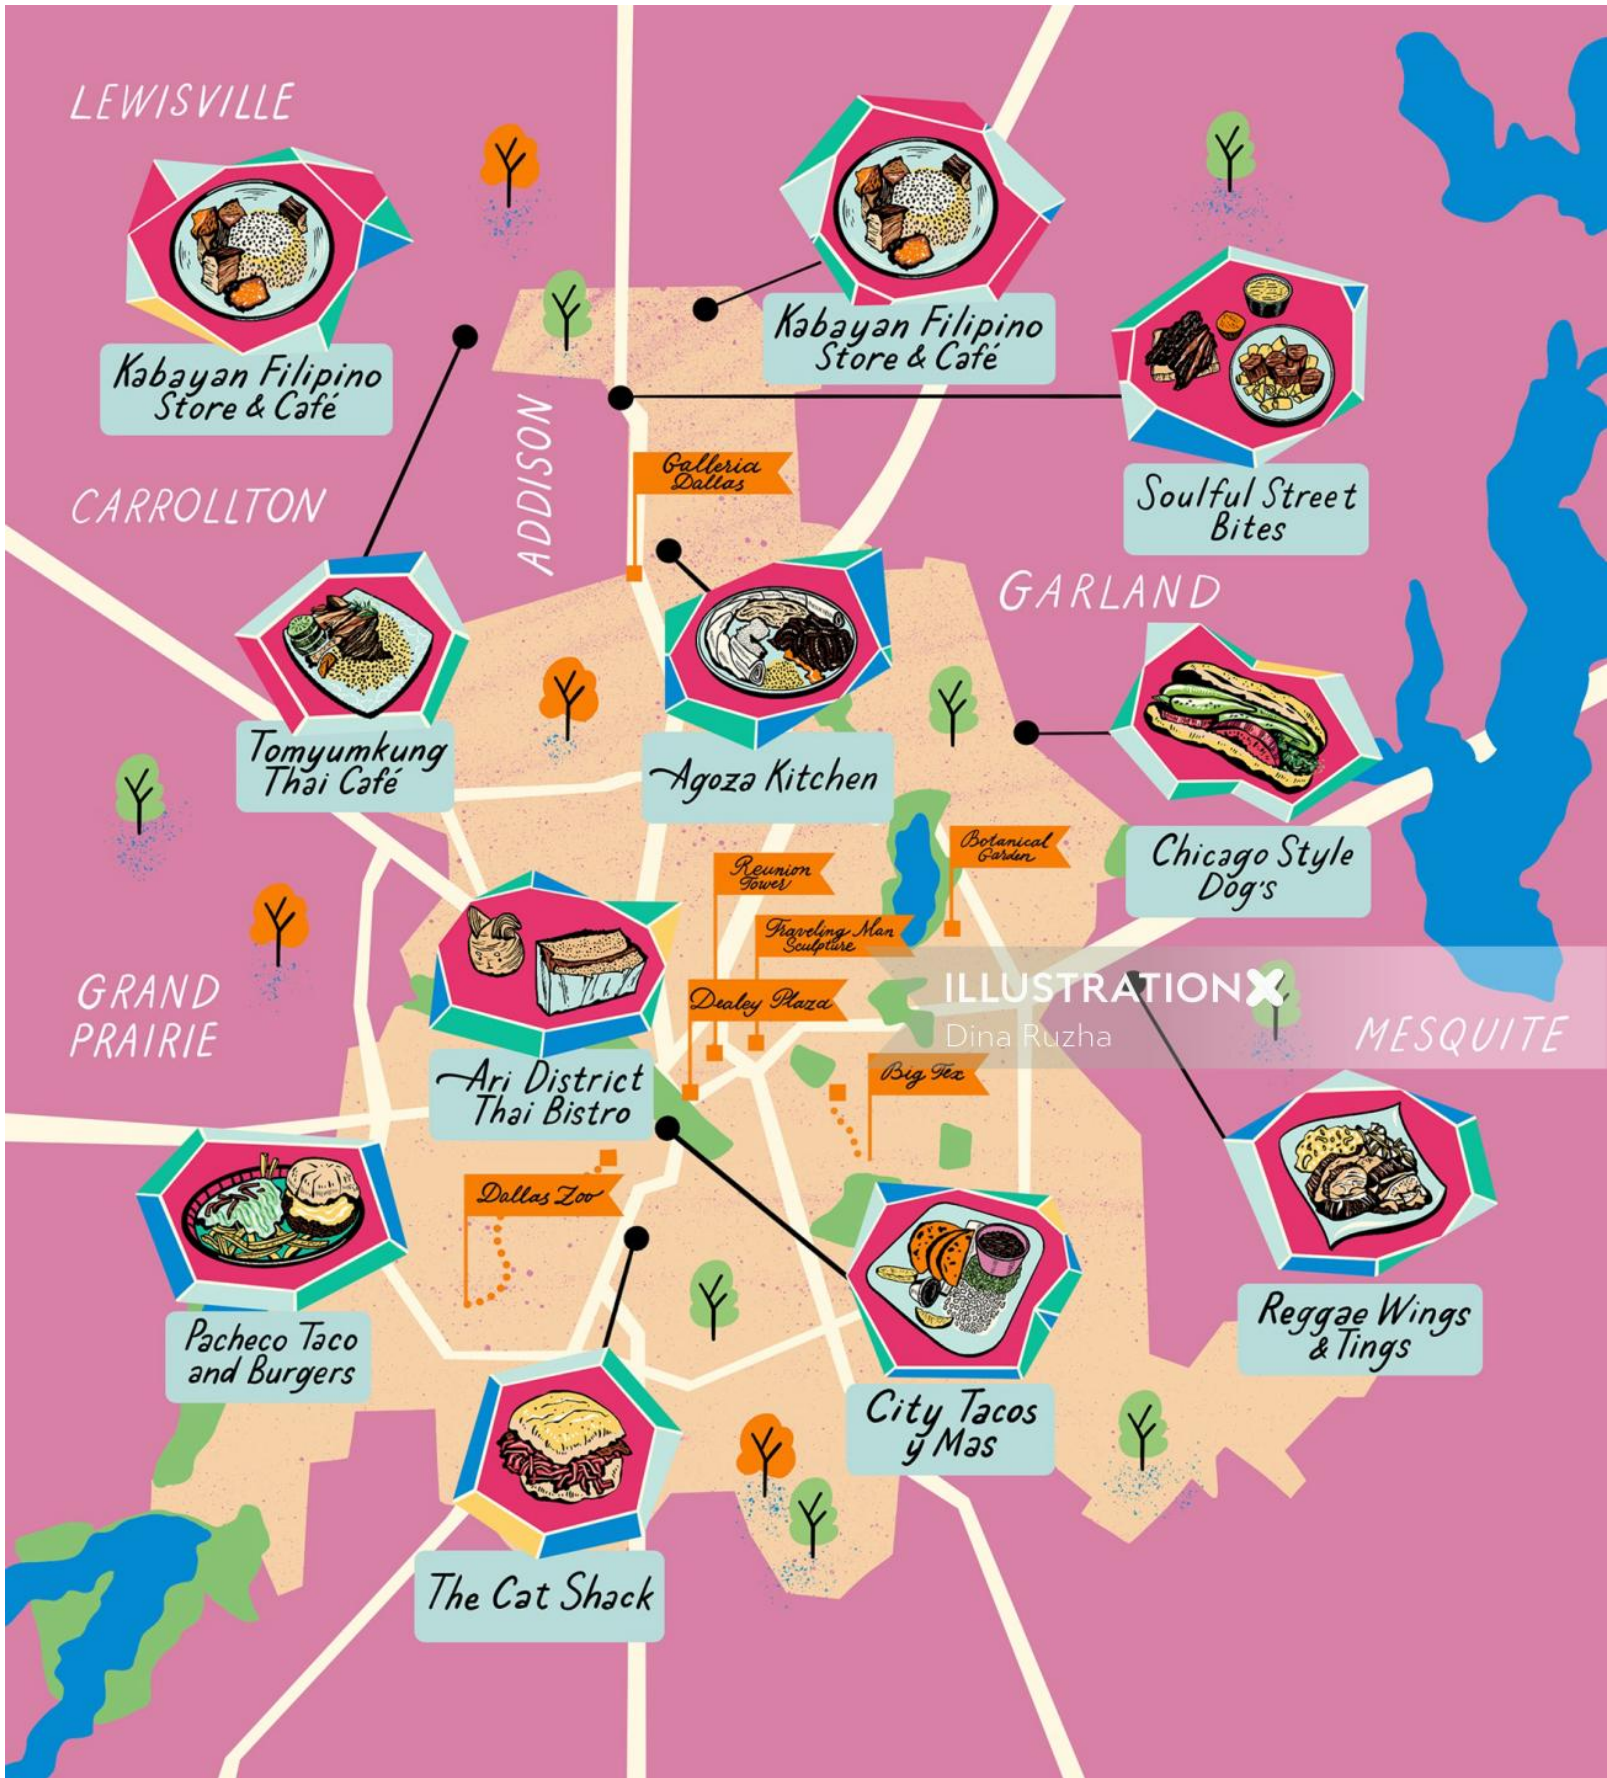 LEWISVILLE
Kabayan Filipino
Store & Café
Kabayan Filipino
Store & Café
Soulful Street
Bites
CARROLLTON
ADDISON
Galleria
Dallas
GARLAND
Tomyumkung
Thai Café
Agoza Kitchen
Chicago Style
Dog's
Botanical
Garden
Reunion
Tower
Traveling Man
Sculpture
Dealey Plaza
GRAND
PRAIRIE
ILLUSTRATIONX
Dina Ruzha
MESQUITE
Ari District
Thai Bistro
Big Tex
Dallas Zoo
Pacheco Taco
and Burgers
Reggae Wings
& Tings
City Tacos
y Mas
The Cat Shack